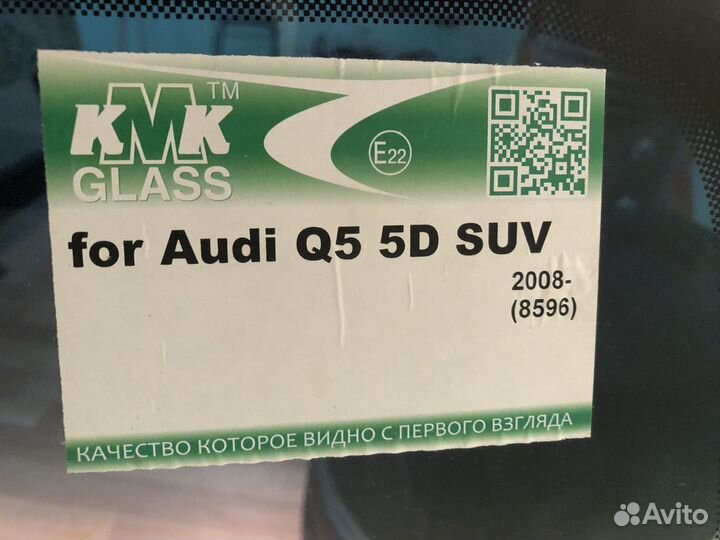 KMK™
GLASS
E22
for Audi Q5 5D SUV
2008-
(8596)
КАЧЕСТВО КОТОРОЕ ВИДНО С ПЕРВОГО ВЗГЛЯДА
Avito